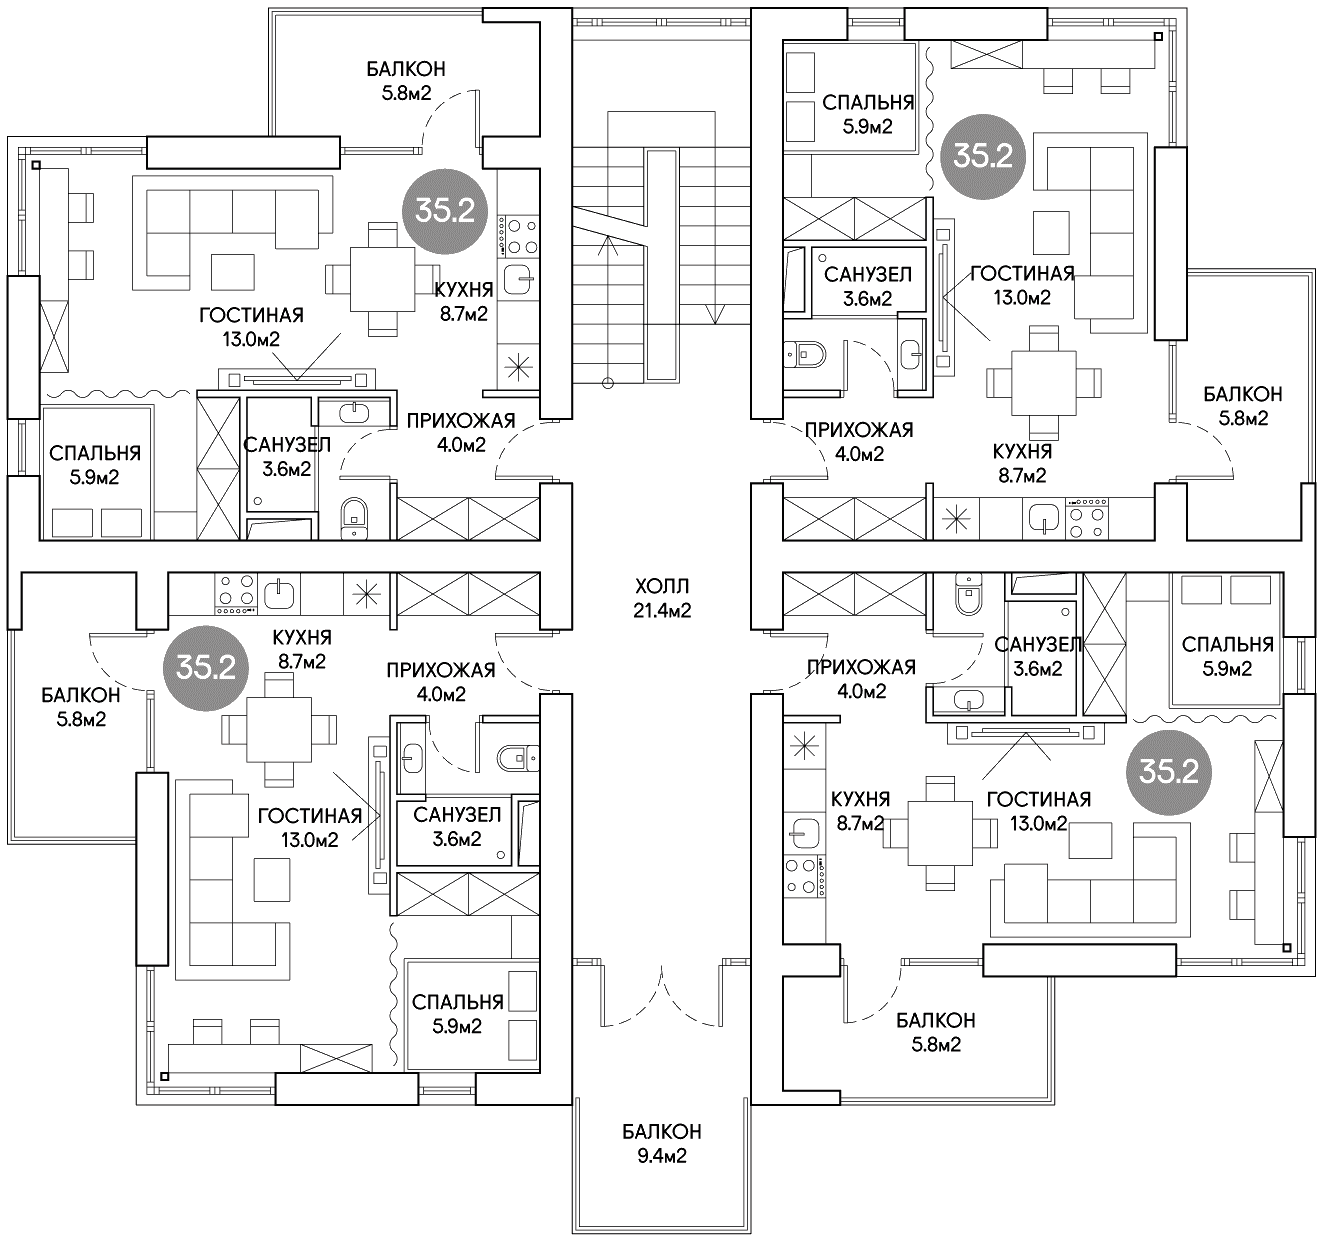 БАЛКОН
5.8м2
35.2
КУХНЯ
8.7м2
ГОСТИНАЯ
13.0м2
ПРИХОЖАЯ
4.0м2
САНУЗЕЛ
3.6м2
СПАЛЬНЯ
5.9м2
СПАЛЬНЯ
5.9м2
35.2
САНУЗЕЛ
3.6м2
ГОСТИНАЯ
13.0м2
БАЛКОН
5.8м2
ПРИХОЖАЯ
4.0м2
КУХНЯ
8.7м2
ХОЛЛ
21.4м2
КУХНЯ
8.7м2
35.2
ПРИХОЖАЯ
4.0м2
БАЛКОН
5.8м2
ГОСТИНАЯ
13.0м2
САНУЗЕЛ
3.6м2
СПАЛЬНЯ
5.9м2
САНУЗЕЛ
3.6м2
СПАЛЬНЯ
5.9м2
ПРИХОЖАЯ
4.0м2
35.2
КУХНЯ
8.7м2
ГОСТИНАЯ
13.0м2
БАЛКОН
5.8м2
БАЛКОН
9.4м2